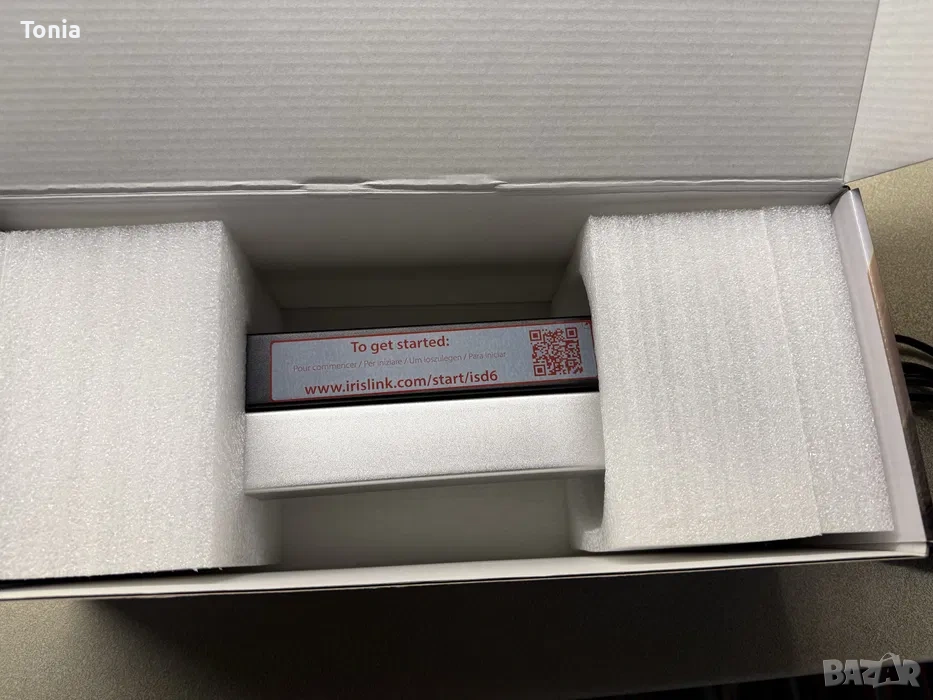 Tonia
To get started:
Pour commencer / Per iniziare / Um loszulegen / Para iniciar
www.irislink.com/start/isd6
BAZAR